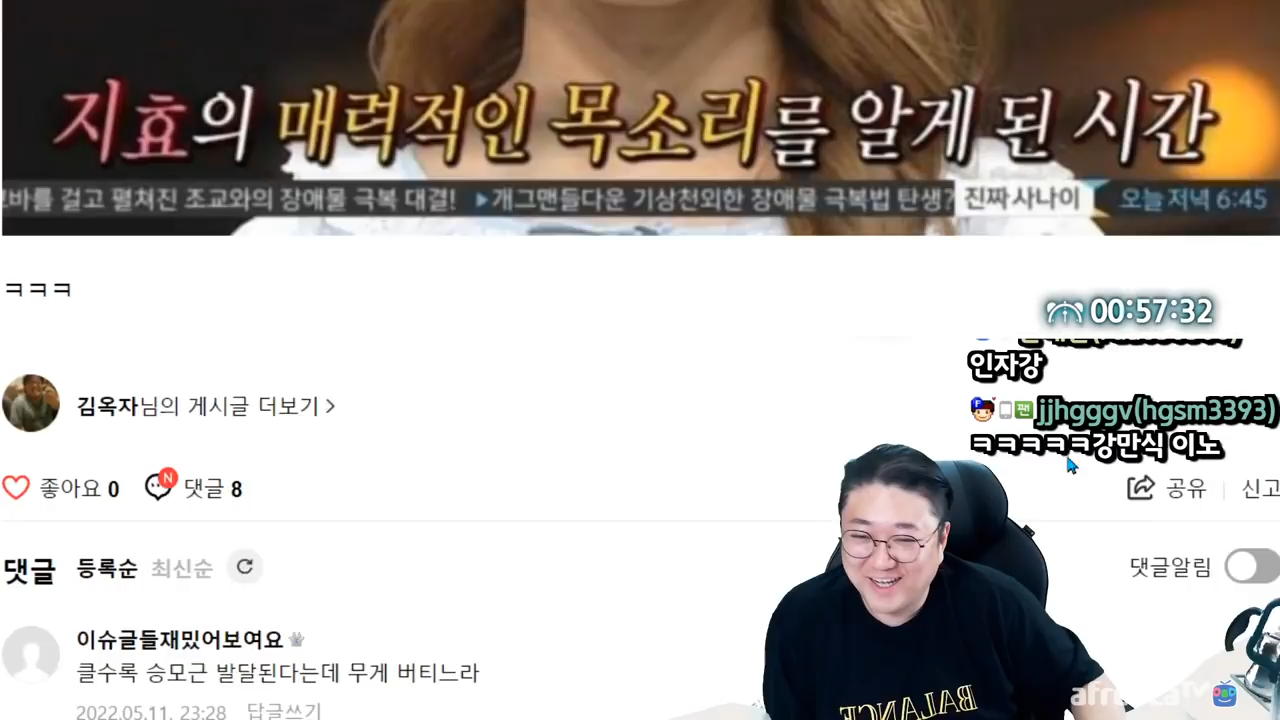 지효의 매력적인 목소리를 알게 된 시간
바를 걸고 펼쳐진 조교와의 장애물 극복 대결! ▶개그맨들다운 기상천외한 장애물 극복법 탄생? 진짜 사나이 오늘 저녁 6:45
ㅋㅋㅋ
00:57:32
인자강
F 팬 jjhgggv(hgsm3393)
ㅋㅋㅋㅋㅋ강만식 이노
김옥자님의 게시글 더보기 >
좋아요 0 N 댓글 8
공유 신고
댓글 등록순 최신순
댓글알림
이슈글들재밌어보여요
클수록 승모근 발달된다는데 무게 버티느라
2022.05.11. 23:28 답글쓰기
BALANCE
afreecaTV